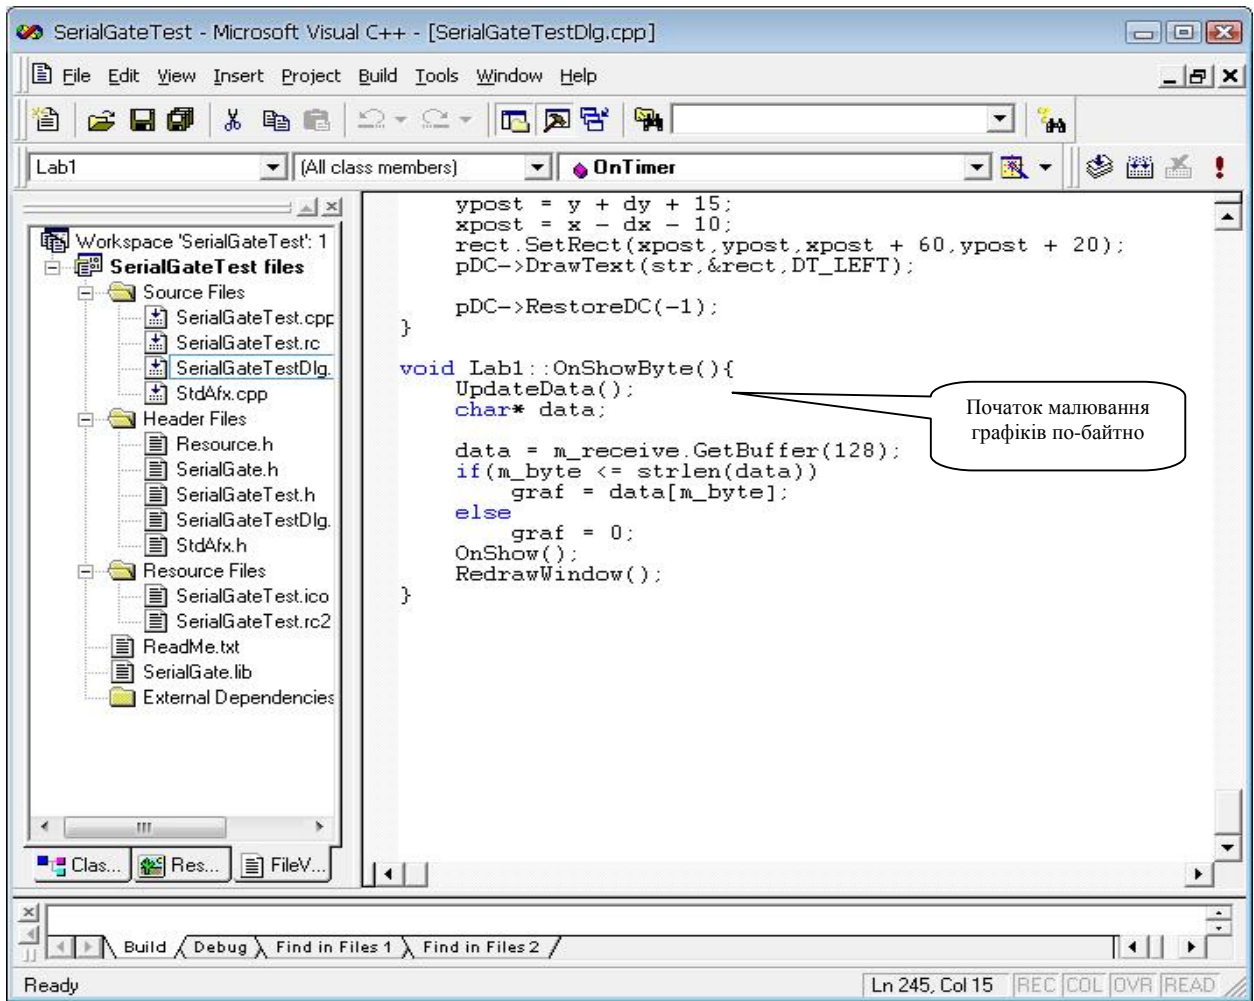 SerialGateTest - Microsoft Visual C++ - [SerialGateTestDlg.cpp]
File Edit View Insert Project Build Tools Window Help
Lab1 (All class members) OnTimer
Workspace 'SerialGateTest': 1
SerialGateTest files
Source Files
SerialGateTest.cpp
SerialGateTest.rc
SerialGateTestDlg.
StdAfx.cpp
Header Files
Resource.h
SerialGate.h
SerialGateTest.h
SerialGateTestDlg.
StdAfx.h
Resource Files
SerialGateTest.ico
SerialGateTest.rc2
ReadMe.txt
SerialGate.lib
External Dependencies
Clas... Res... FileV...
ypost = y + dy + 15;
xpost = x - dx - 10;
rect.SetRect(xpost,ypost,xpost + 60,ypost + 20);
pDC->DrawText(str,&rect,DT_LEFT);
pDC->RestoreDC(-1);
}
void Lab1::OnShowByte(){
UpdateData();
char* data;
data = m_receive.GetBuffer(128);
if(m_byte <= strlen(data))
graf = data[m_byte];
else
graf = 0;
OnShow();
RedrawWindow();
}
Початок малювання
графіків по-байтно
Build Debug Find in Files 1 Find in Files 2
Ready Ln 245, Col 15 REC COL OVR READ